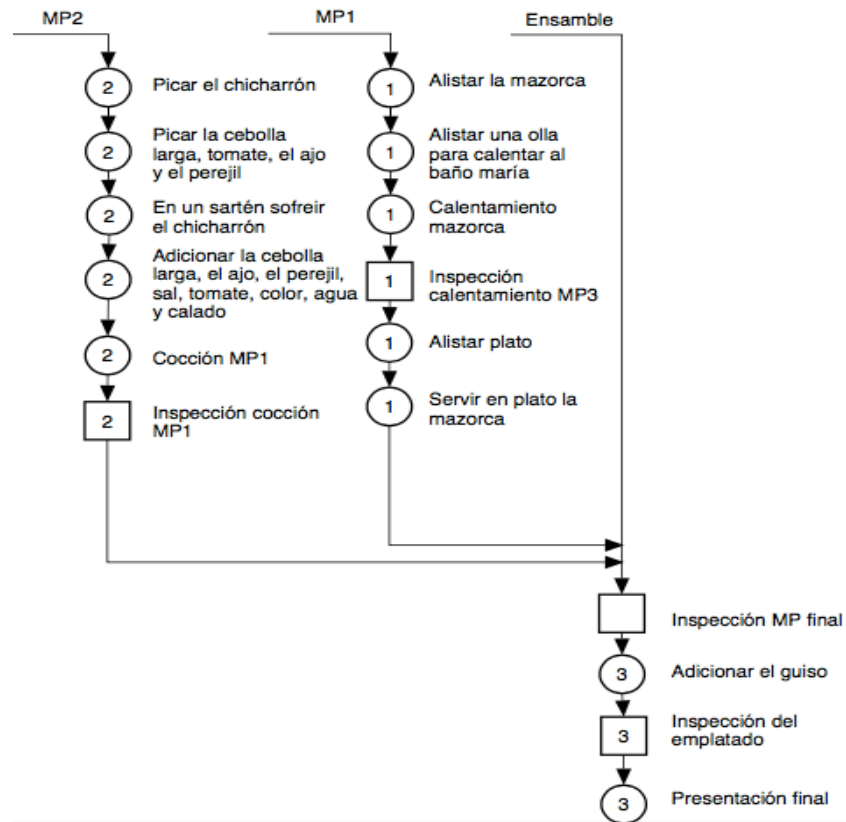 MP2
MP1
Ensamble
2
Picar el chicharrón
2
Picar la cebolla
larga, tomate, el ajo
y el perejil
2
En un sartén sofreir
el chicharrón
2
Adicionar la cebolla
larga, el ajo, el perejil,
sal, tomate, color, agua
y calado
2
Cocción MP1
2
Inspección cocción
MP1
1
Alistar la mazorca
1
Alistar una olla
para calentar al
baño maría
1
Calentamiento
mazorca
1
Inspección
calentamiento MP3
1
Alistar plato
1
Servir en plato la
mazorca
Inspección MP final
3
Adicionar el guiso
3
Inspección del
emplatado
3
Presentación final